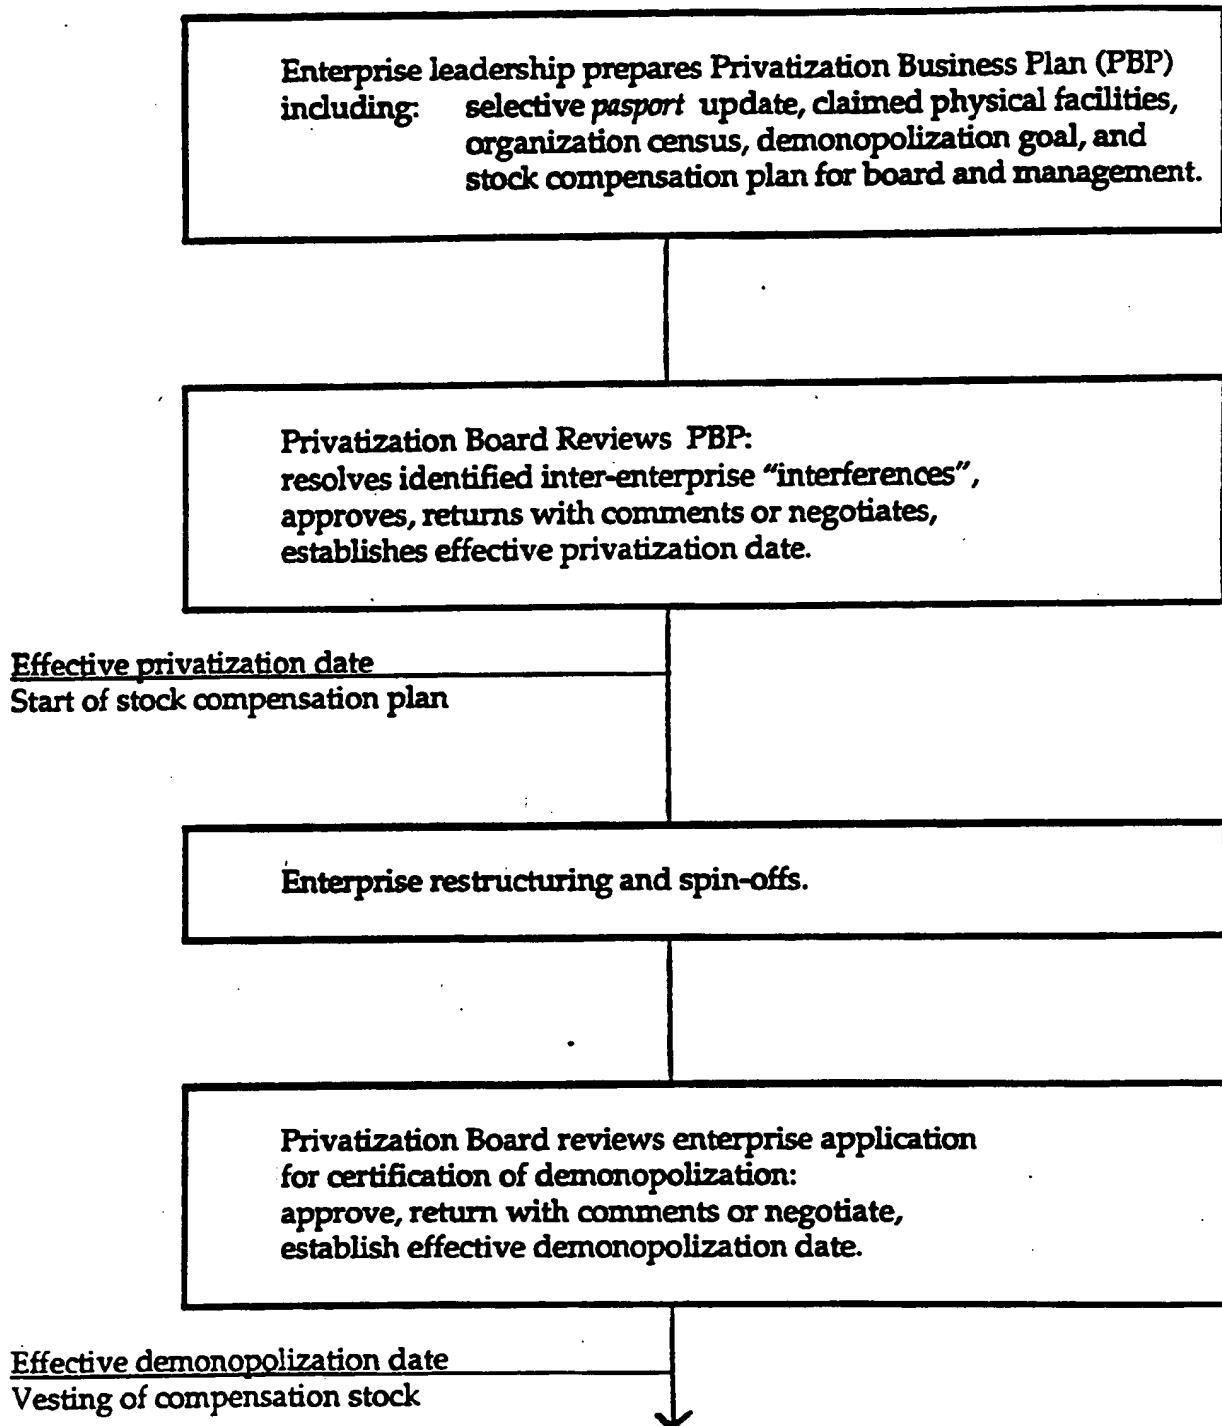 Enterprise leadership prepares Privatization Business Plan (PBP)
including: selective pasport update, claimed physical facilities,
organization census, demonopolization goal, and
stock compensation plan for board and management.
Privatization Board Reviews PBP:
resolves identified inter-enterprise “interferences”,
approves, returns with comments or negotiates,
establishes effective privatization date.
Effective privatization date
Start of stock compensation plan
Enterprise restructuring and spin-offs.
Privatization Board reviews enterprise application
for certification of demonopolization:
approve, return with comments or negotiate,
establish effective demonopolization date.
Effective demonopolization date
Vesting of compensation stock